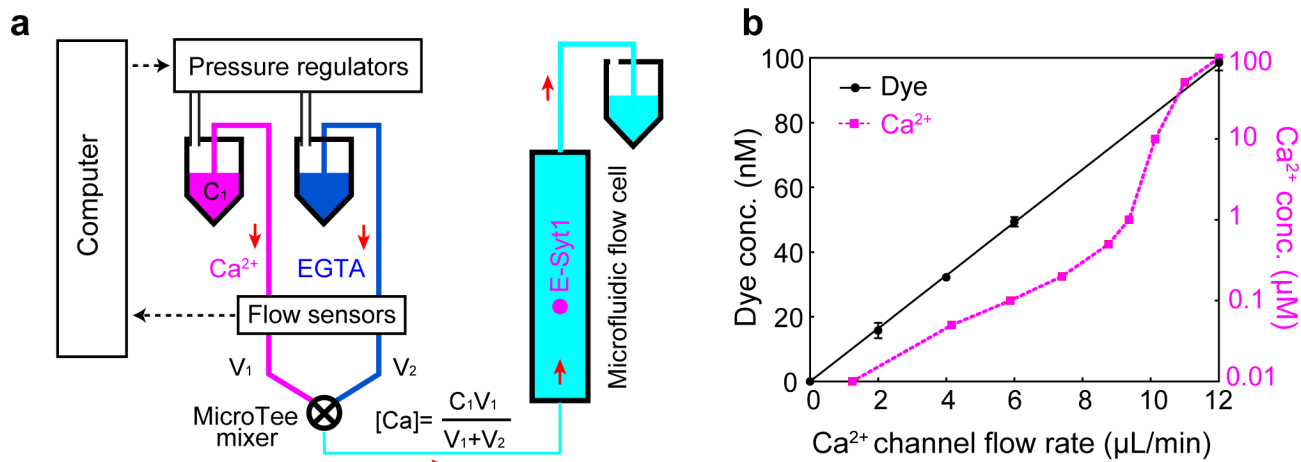 a
Computer
Pressure regulators
C₁
Ca²⁺
EGTA
Flow sensors
V₁
V₂
MicroTee
mixer
[Ca]= C₁V₁ / V₁+V₂
E-Syt1
Microfluidic flow cell
b
Dye
Ca²⁺
Dye conc. (nM)
100
80
60
40
20
0
0 2 4 6 8 10 12
Ca²⁺ channel flow rate (µL/min)
100
10
1
0.1
0.01
Ca²⁺ conc. (µM)